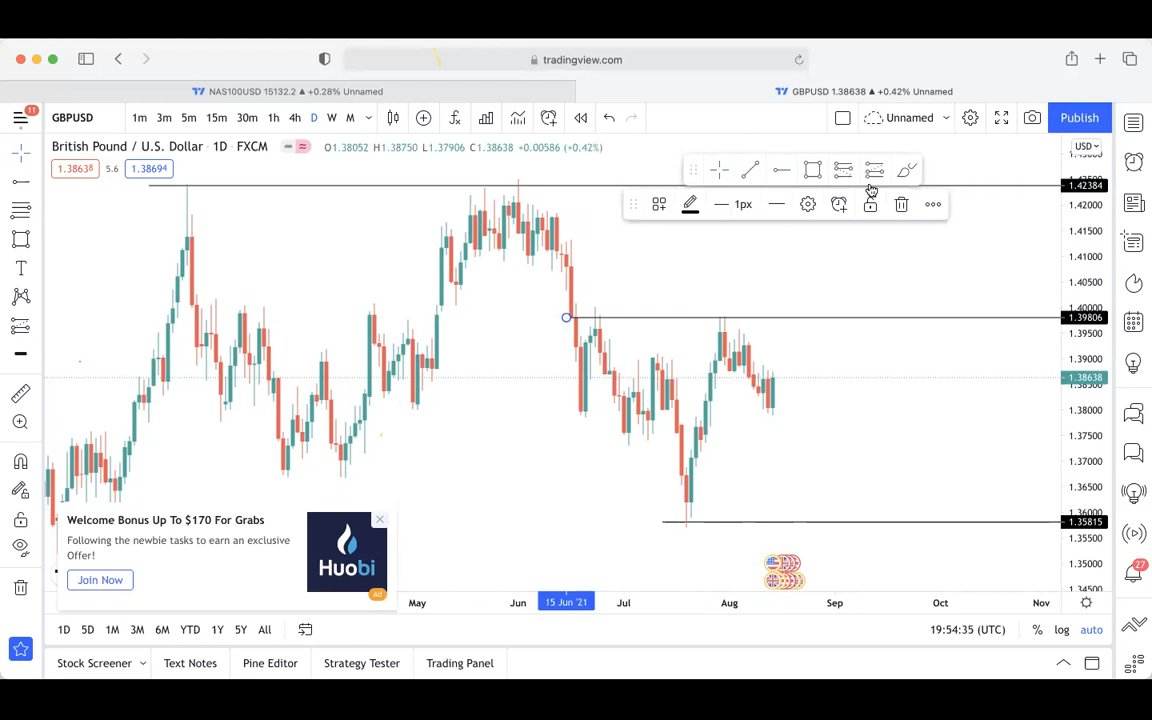 tradingview.com
NAS100USD 15132.2 ▲ +0.28% Unnamed
GBPUSD 1.38638 ▲ +0.42% Unnamed
11
GBPUSD 1m 3m 5m 15m 30m 1h 4h D W M Unnamed Publish
British Pound / U.S. Dollar · 1D · FXCM O1.38052 H1.38750 L1.37906 C1.38638 +0.00586 (+0.42%)
USD
1.38638 5.6 1.38694
1px
1.42384
1.42000
1.41500
1.41000
1.40500
1.40000
1.39806
1.39500
1.39000
1.38638
1.38000
1.37500
1.37000
1.36500
1.36000
1.35815
1.35500
1.35000
1.34500
Welcome Bonus Up To $170 For Grabs
Following the newbie tasks to earn an exclusive
Offer!
Join Now
Huobi
Ad
27
May Jun 15 Jun '21 Jul Aug Sep Oct Nov
1D 5D 1M 3M 6M YTD 1Y 5Y All 19:54:35 (UTC) % log auto
Stock Screener Text Notes Pine Editor Strategy Tester Trading Panel